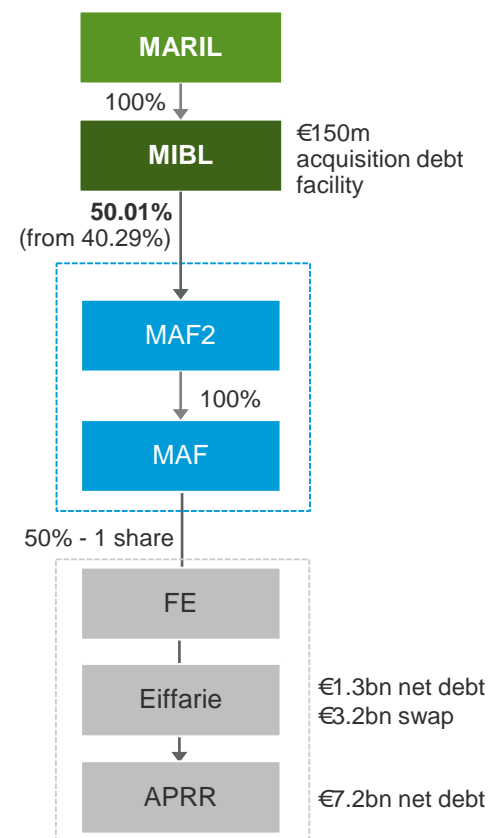 MARIL
100%
MIBL
€150m
acquisition debt
facility
50.01%
(from 40.29%)
MAF2
100%
MAF
50% - 1 share
FE
Eiffarie
€1.3bn net debt
€3.2bn swap
APRR
€7.2bn net debt